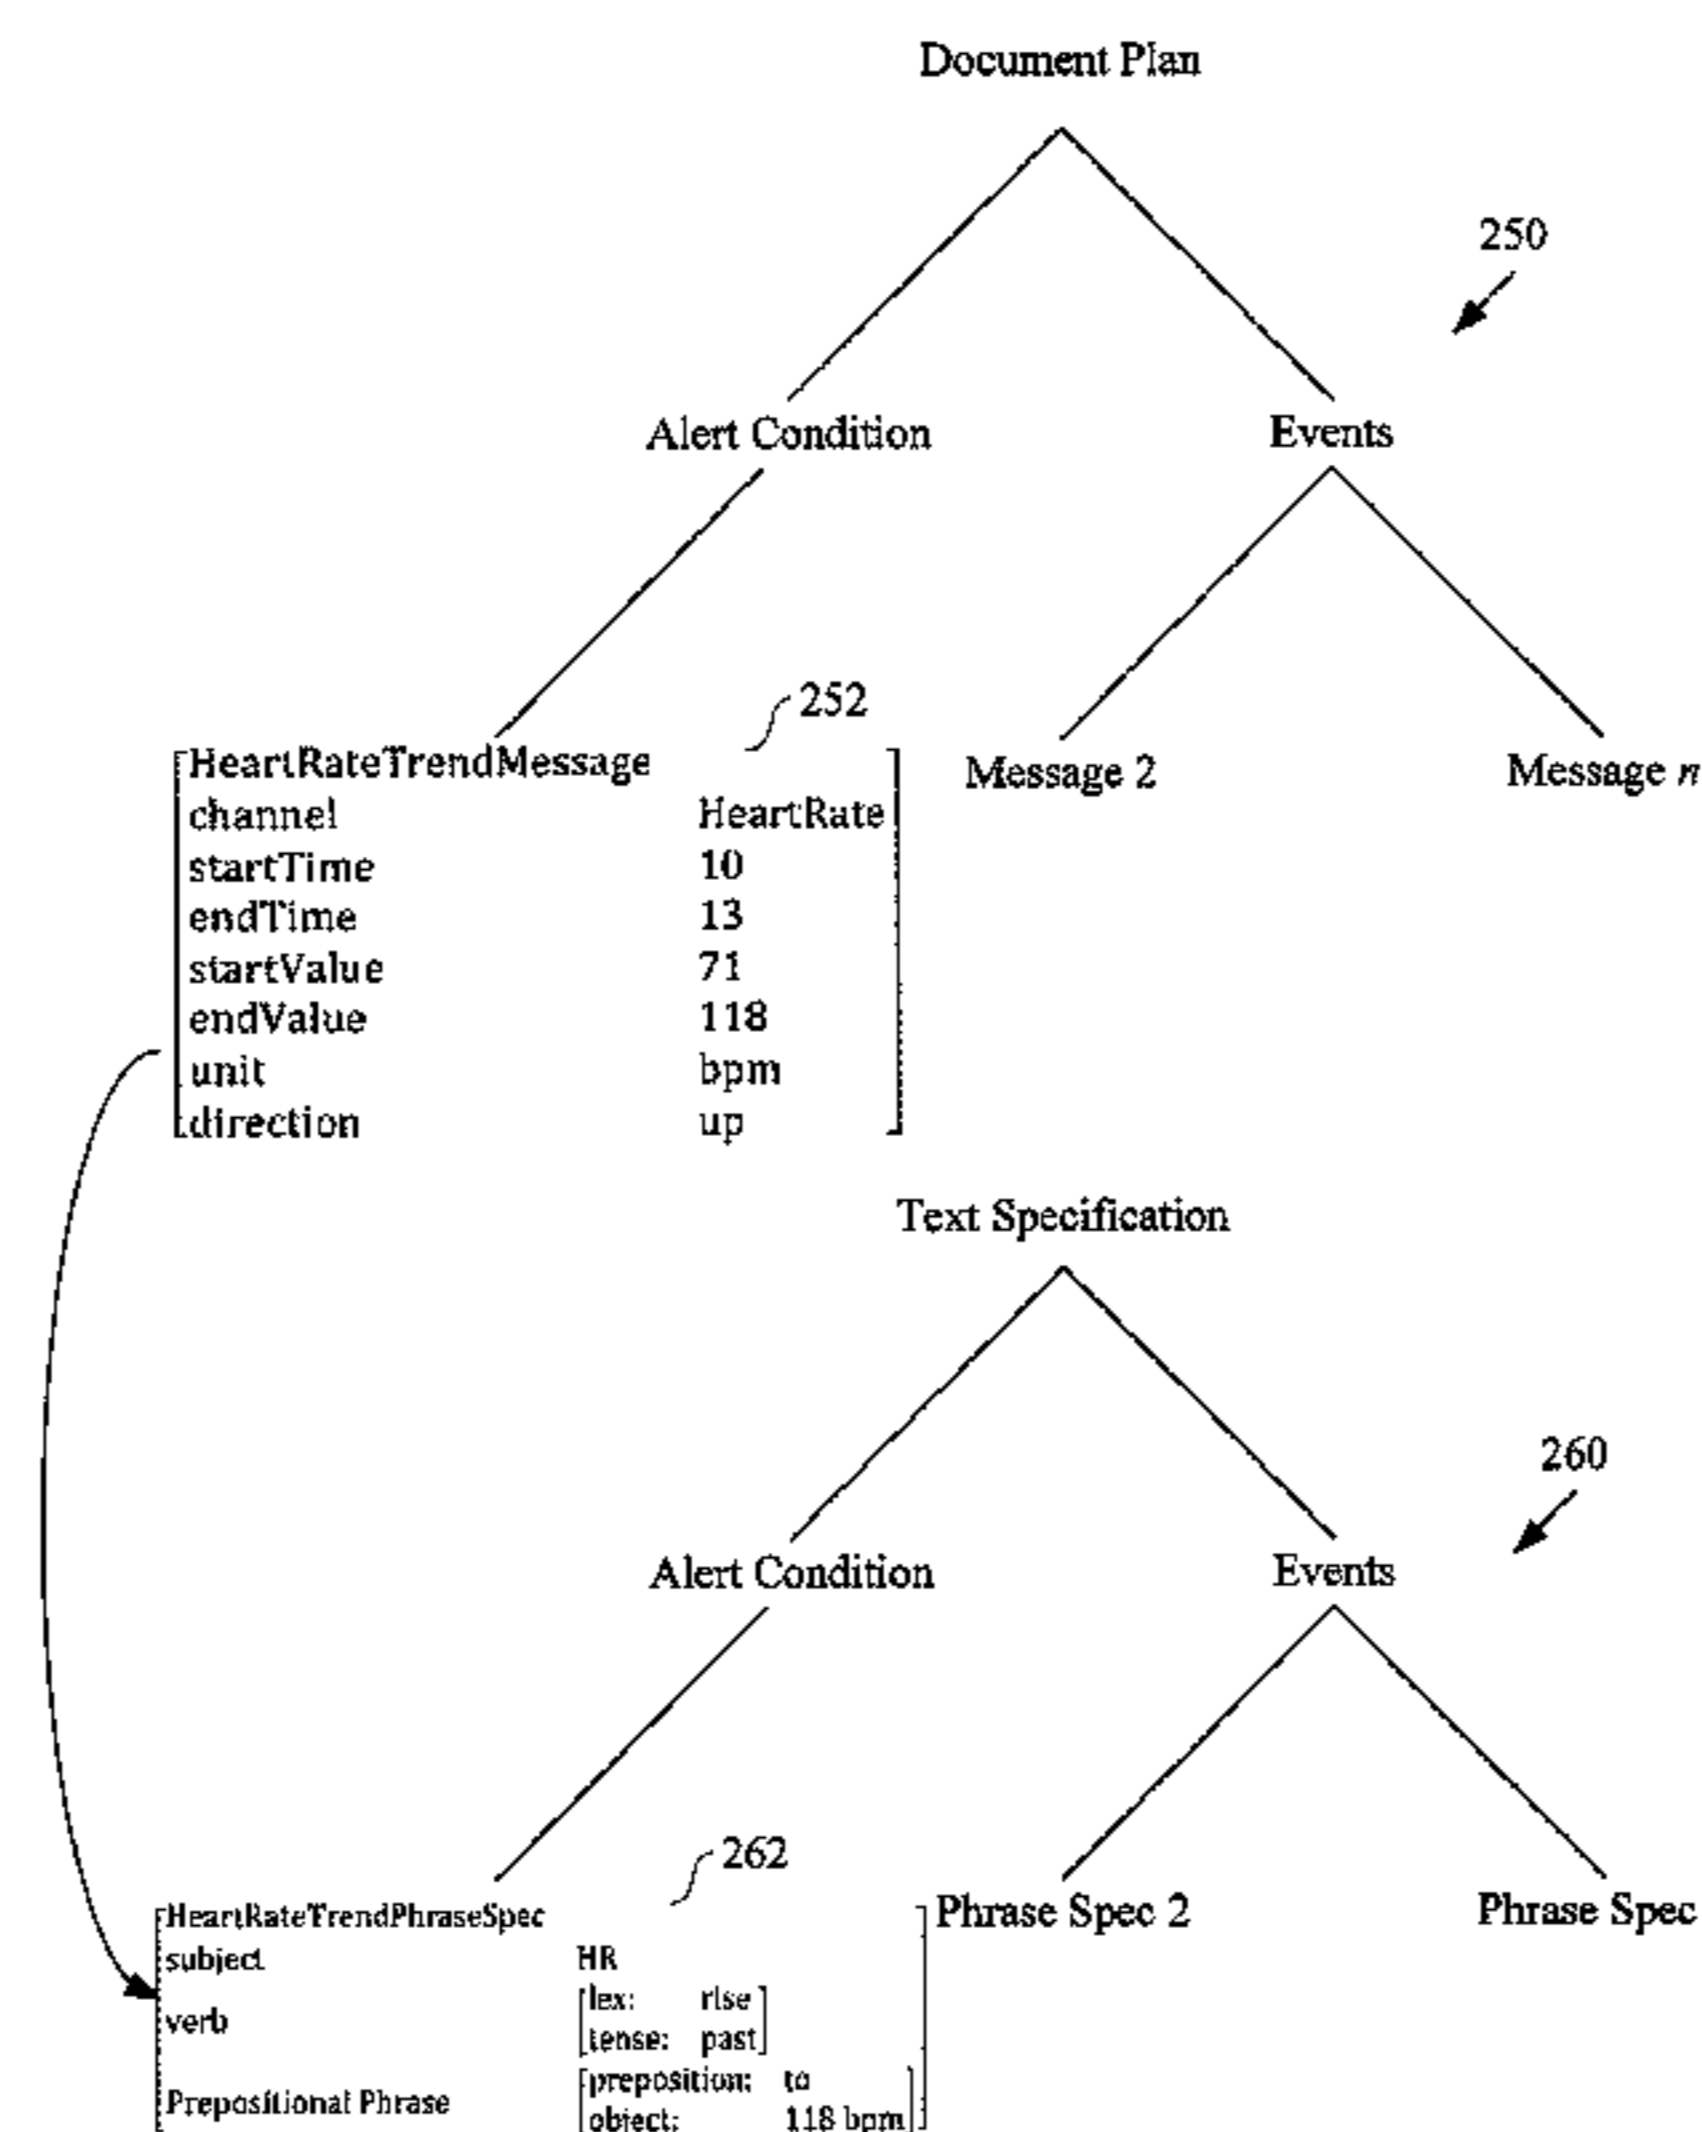 Document Plan
250
Alert Condition Events
252
HeartRateTrendMessage
channel HeartRate
startTime 10
endTime 13
startValue 71
endValue 118
unit bpm
direction up
Message 2 Message n
Text Specification
260
Alert Condition Events
262
HeartRateTrendPhraseSpec
subject HR
verb lex: rise
tense: past
Prepositional Phrase preposition: to
object: 118 bpm
Phrase Spec 2 Phrase Spec